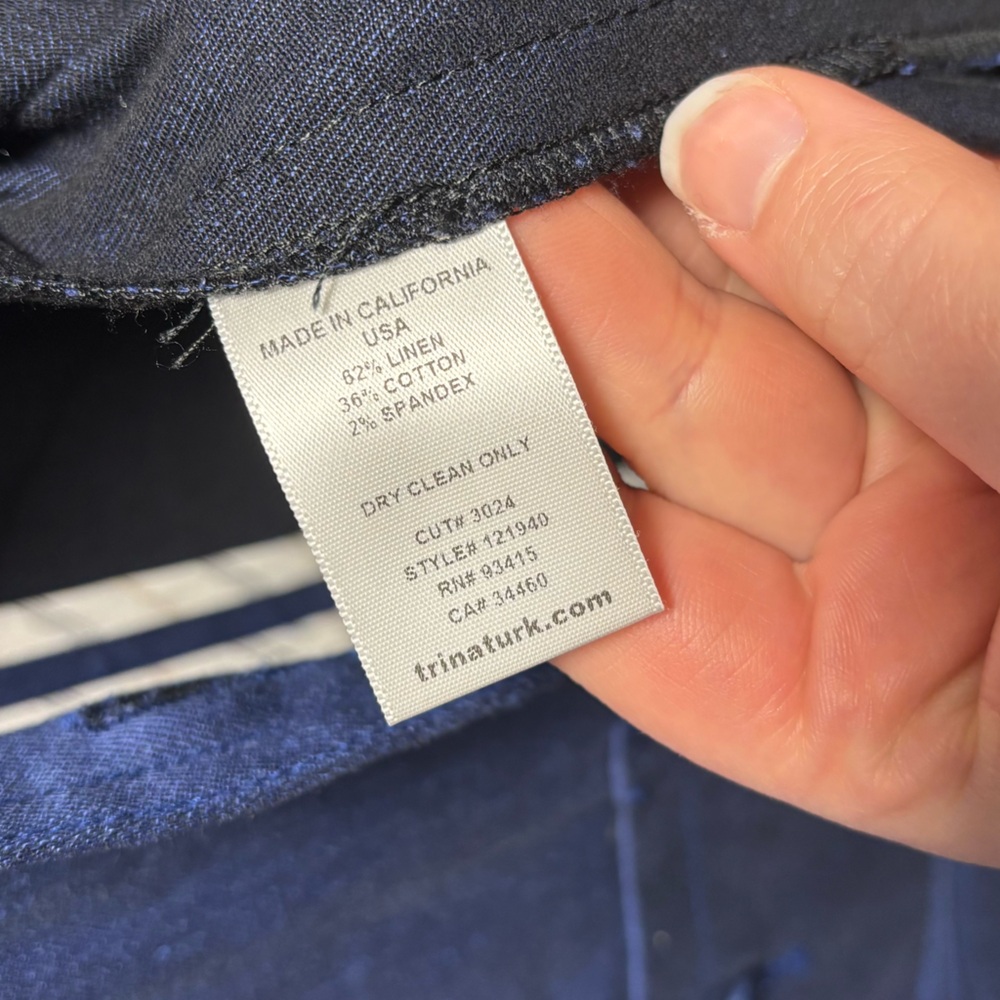 MADE IN CALIFORNIA
USA
62% LINEN
36% COTTON
2% SPANDEX
DRY CLEAN ONLY
CUT# 3024
STYLE# 121940
RN# 93415
CA# 34460
trinaturk.com